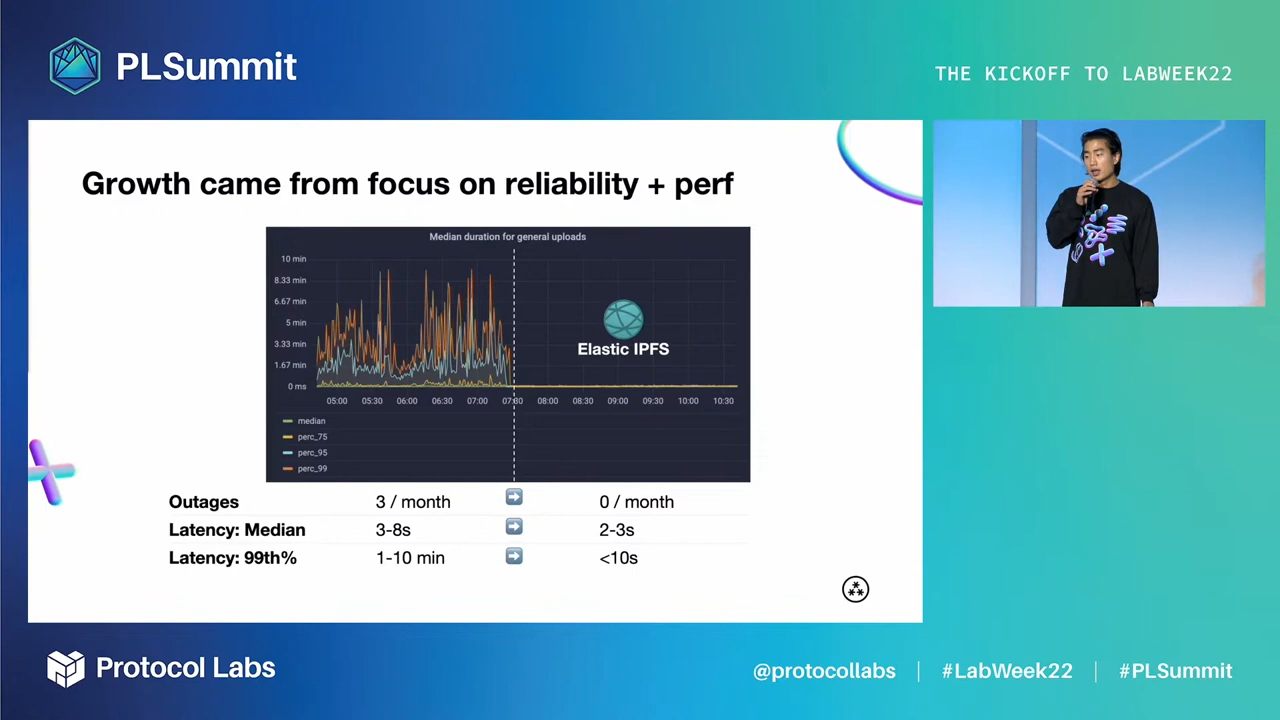 PLSummit
THE KICKOFF TO LABWEEK22
Growth came from focus on reliability + perf
Median duration for general uploads
10 min
8.33 min
6.67 min
5 min
3.33 min
1.67 min
0 ms
05:00 05:30 06:00 06:30 07:00 07:30 08:00 08:30 09:00 09:30 10:00 10:30
Elastic IPFS
median
perc_75
perc_95
perc_99
Outages 3 / month ➡ 0 / month
Latency: Median 3-8s ➡ 2-3s
Latency: 99th% 1-10 min ➡ <10s
Protocol Labs
@protocollabs | #LabWeek22 | #PLSummit